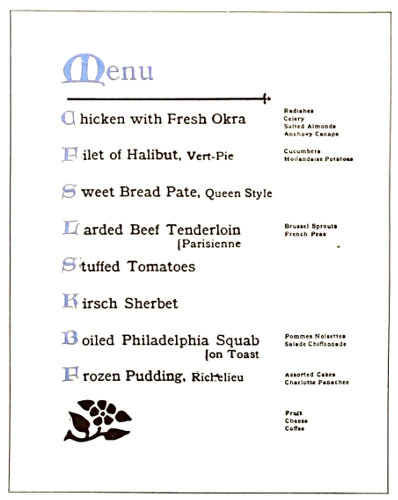 Menu
Chicken with Fresh Okra
Radishes
Celery
Salted Almonds
Anchovy Canape
Filet of Halibut, Vert-Pie
Cucumbers
Hollandaise Potatoes
Sweet Bread Pate, Queen Style
Larded Beef Tenderloin
[Parisienne
Brussel Sprouts
French Peas
Stuffed Tomatoes
Kirsch Sherbet
Boiled Philadelphia Squab
[on Toast
Pommes Noisettes
Salade Chiffonnade
Frozen Pudding, Richelieu
Assorted Cakes
Charlotte Panachee
Fruit
Cheese
Coffee